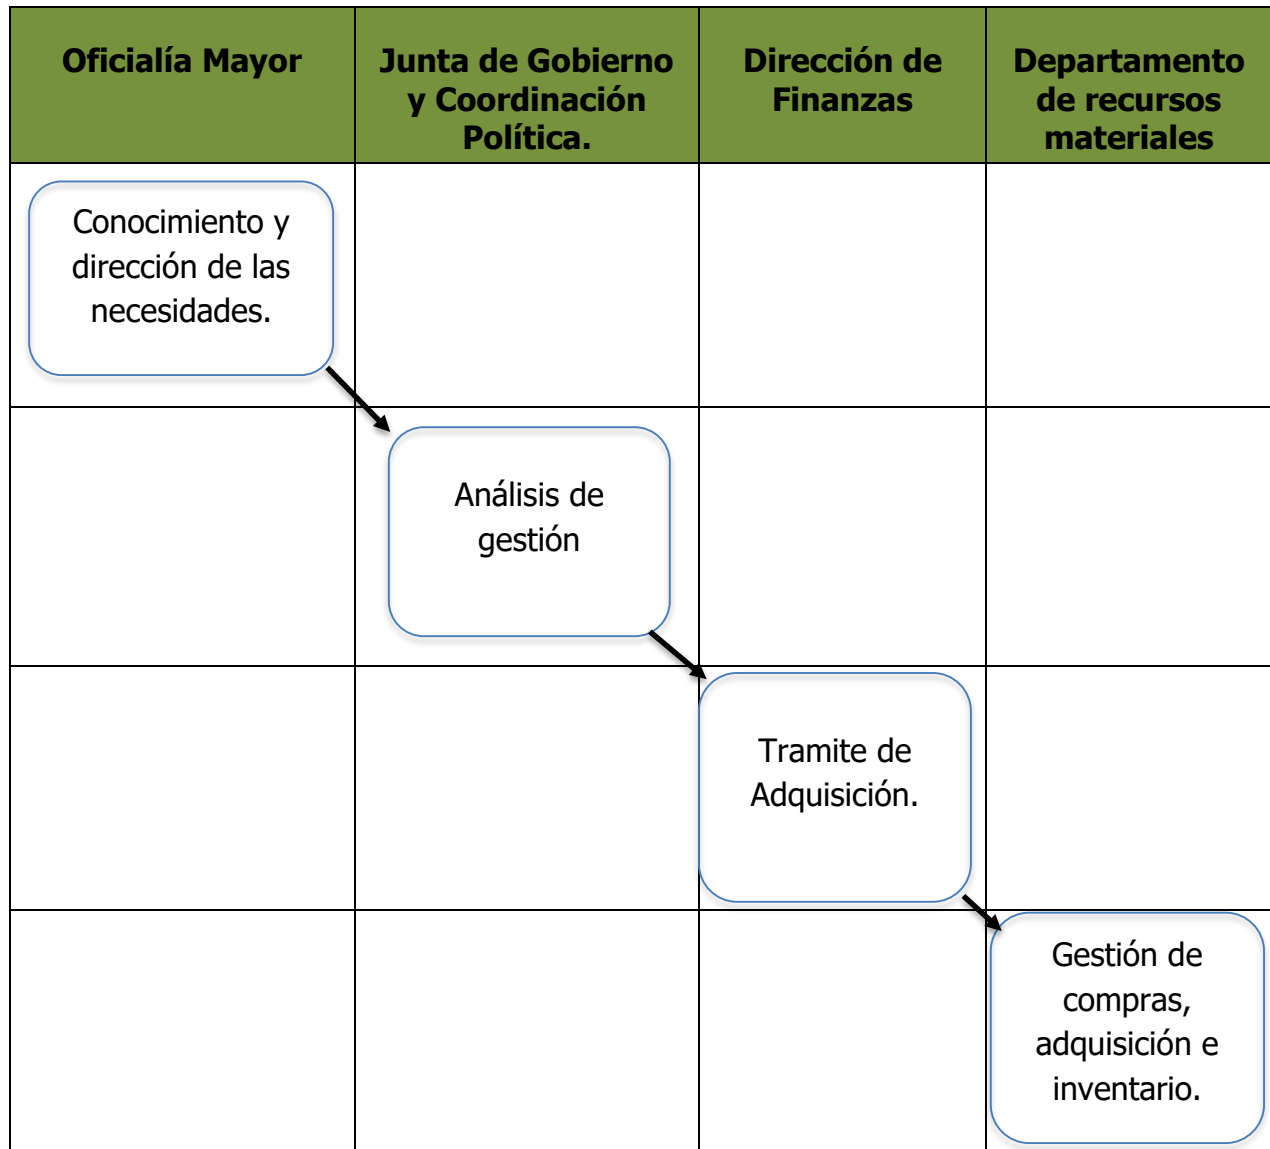 Oficialía Mayor
Junta de Gobierno
y Coordinación
Política.
Dirección de
Finanzas
Departamento
de recursos
materiales
Conocimiento y
dirección de las
necesidades.
Análisis de
gestión
Tramite de
Adquisición.
Gestión de
compras,
adquisición e
inventario.